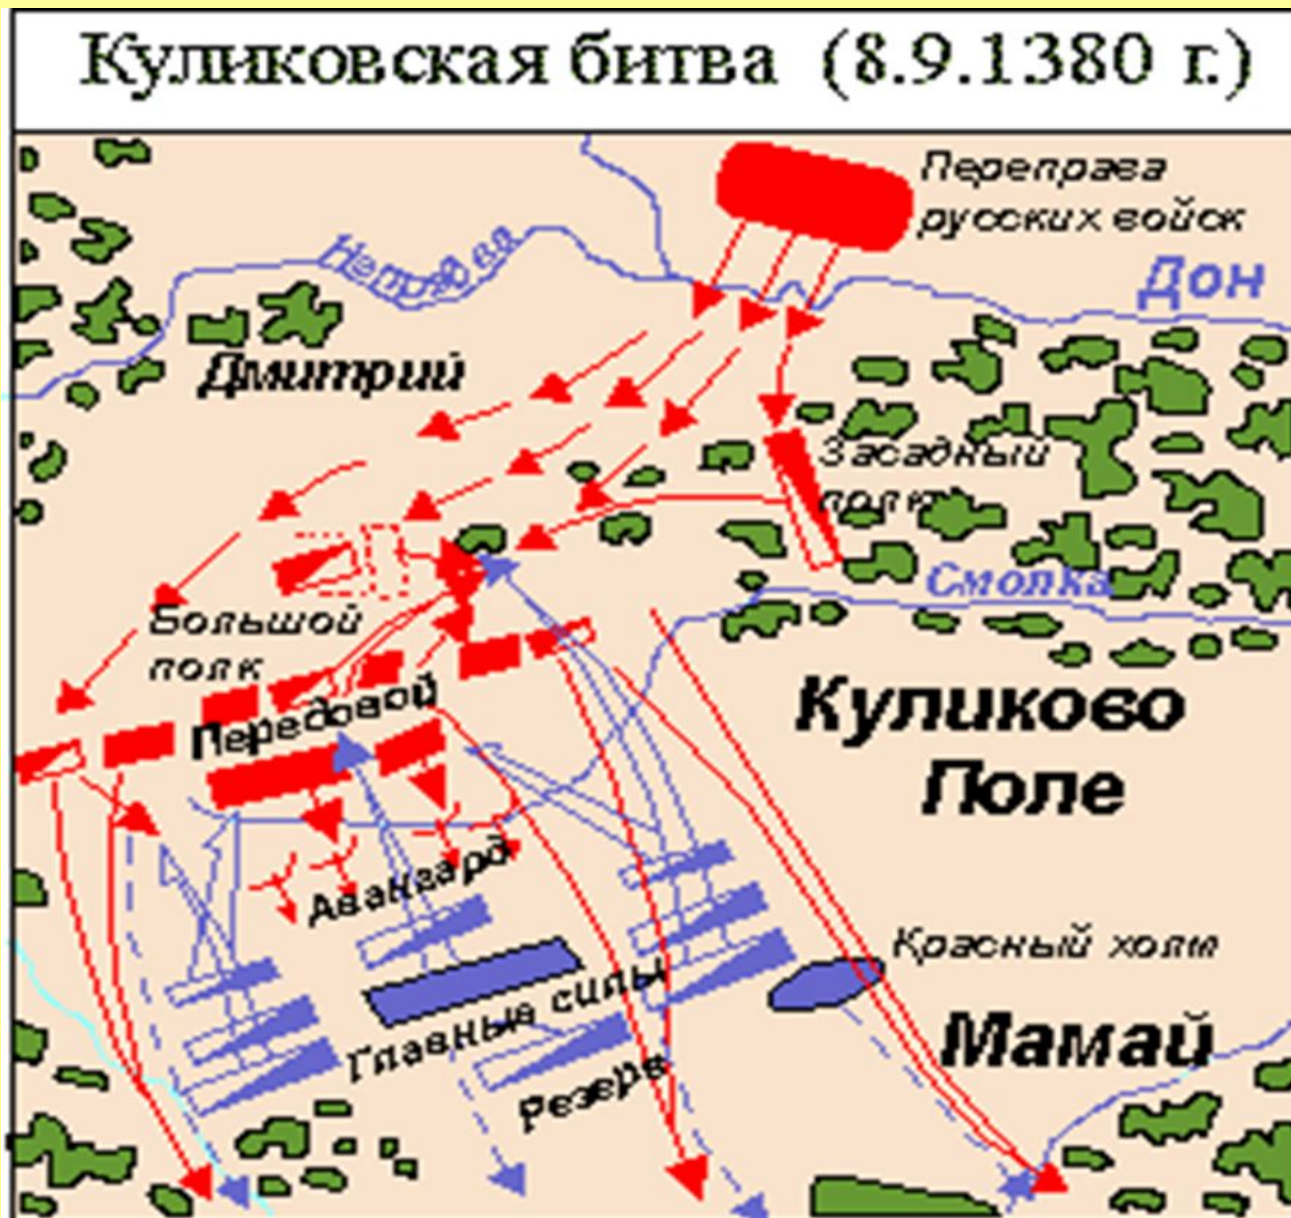 Куликовская битва (8.9.1380 г.)
Переправа
русских войск
Непрядва
Дон
Дмитрий
Засадный
полк
Смолка
Большой
полк
Передовой
Куликово
Поле
Авангард
Красный холм
Главные силы
Мамай
Резерв